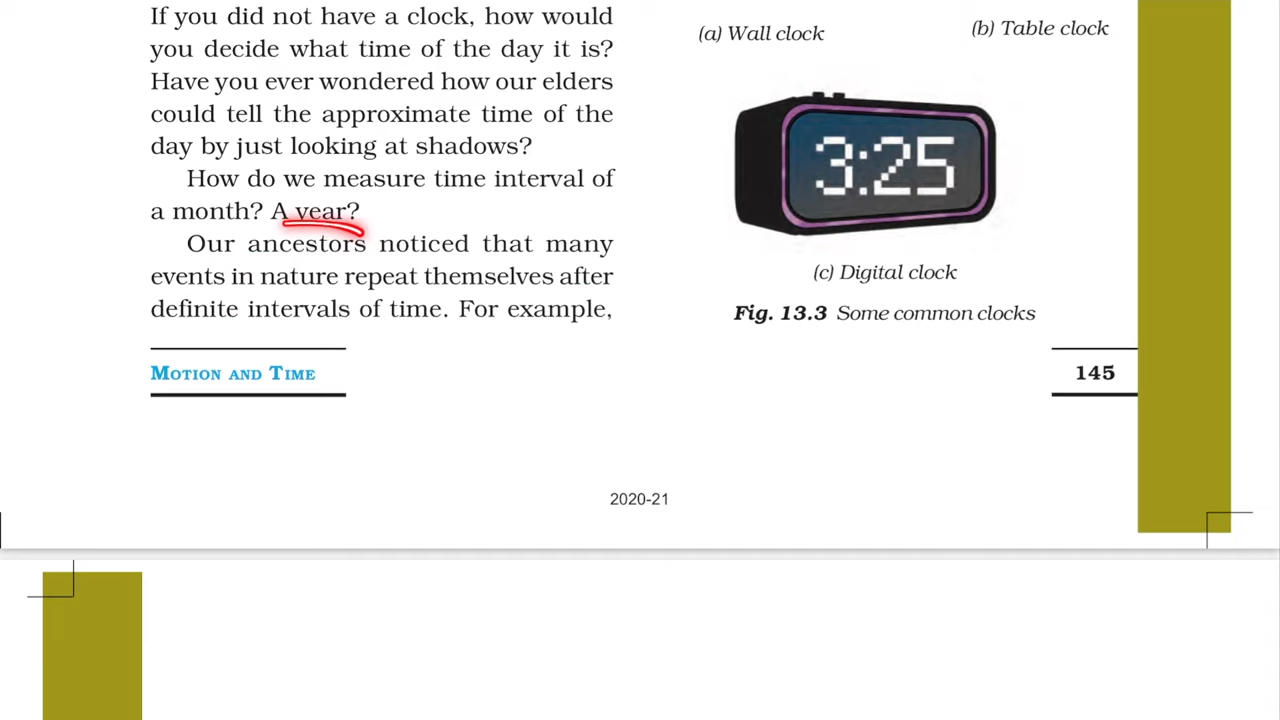 If you did not have a clock, how would
you decide what time of the day it is?
Have you ever wondered how our elders
could tell the approximate time of the
day by just looking at shadows?
How do we measure time interval of
a month? A year?
Our ancestors noticed that many
events in nature repeat themselves after
definite intervals of time. For example,
(a) Wall clock
(b) Table clock
3:25
(c) Digital clock
Fig. 13.3 Some common clocks
MOTION AND TIME
145
2020-21